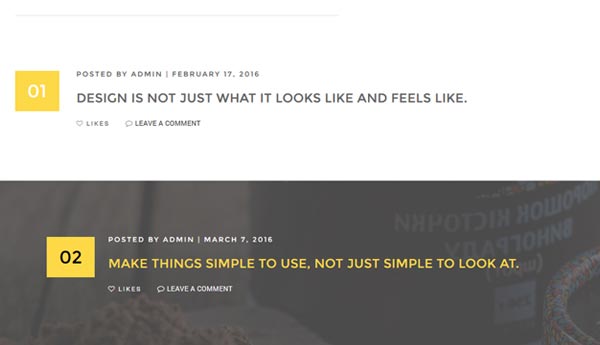 POSTED BY ADMIN | FEBRUARY 17, 2016
01
DESIGN IS NOT JUST WHAT IT LOOKS LIKE AND FEELS LIKE.
LIKES LEAVE A COMMENT
POSTED BY ADMIN | MARCH 7, 2016
02
MAKE THINGS SIMPLE TO USE, NOT JUST SIMPLE TO LOOK AT.
LIKES LEAVE A COMMENT